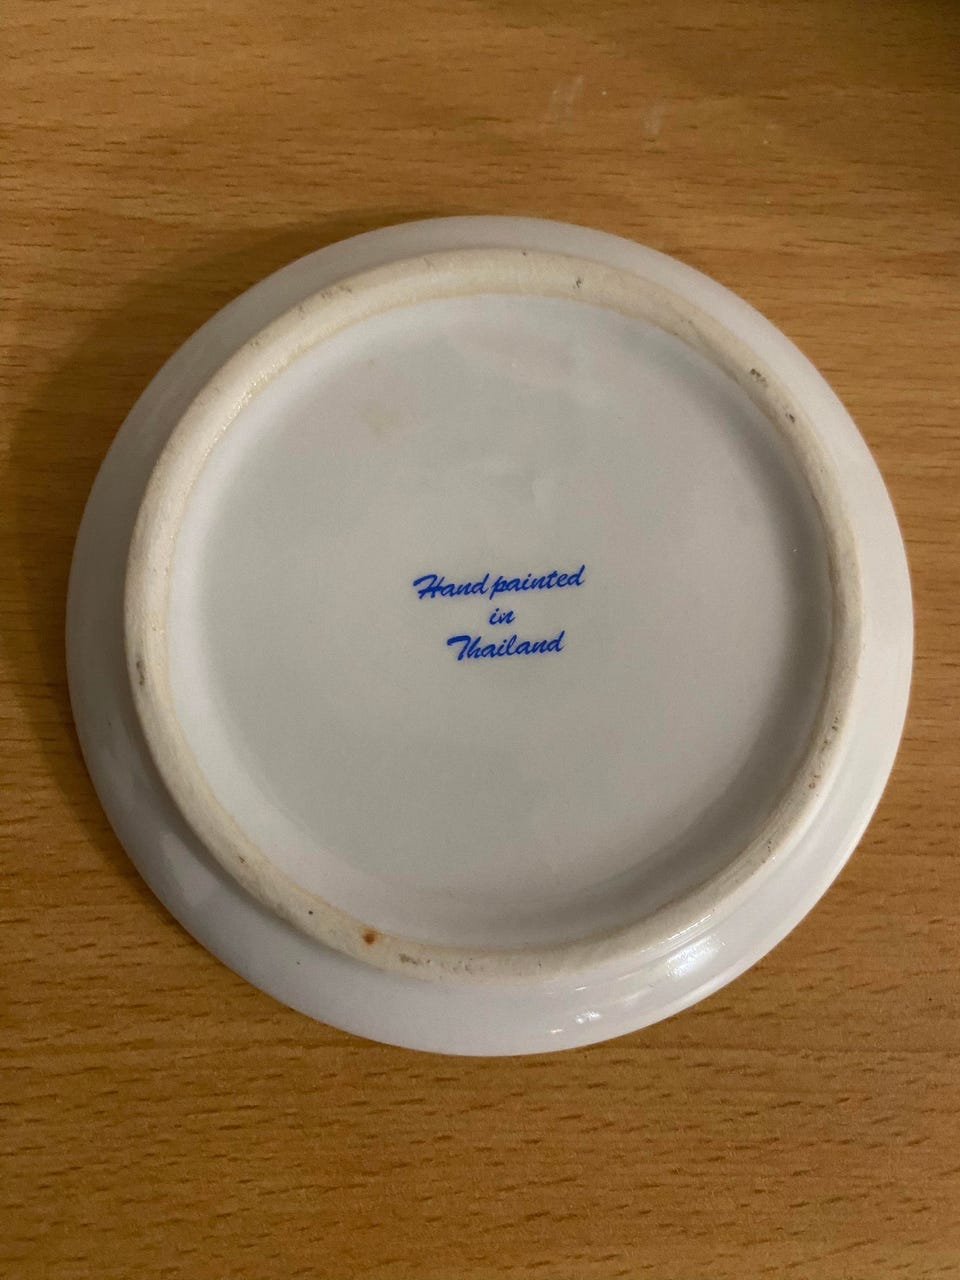 Hand painted
in
Thailand